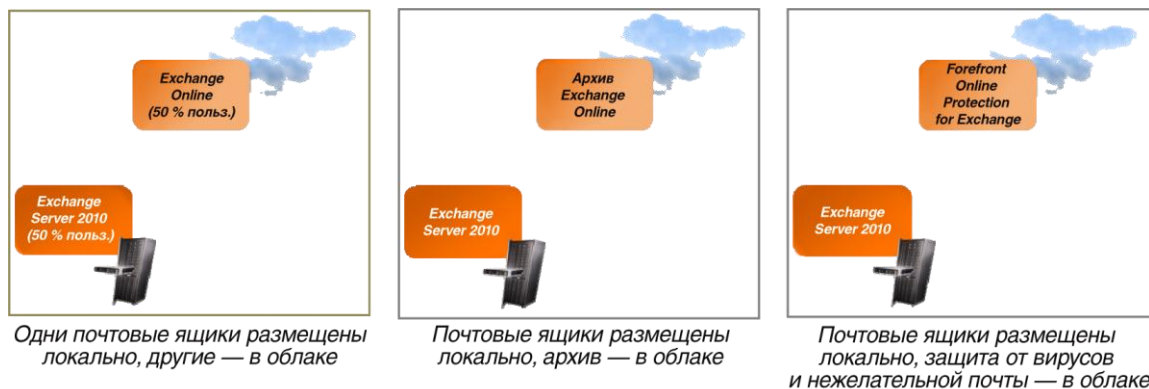 Exchange
Online
(50 % польз.)
Exchange
Server 2010
(50 % польз.)
Одни почтовые ящики размещены
локально, другие — в облаке
Архив
Exchange
Online
Exchange
Server 2010
Почтовые ящики размещены
локально, архив — в облаке
Forefront
Online
Protection
for Exchange
Exchange
Server 2010
Почтовые ящики размещены
локально, защита от вирусов
и нежелательной почты — в облаке